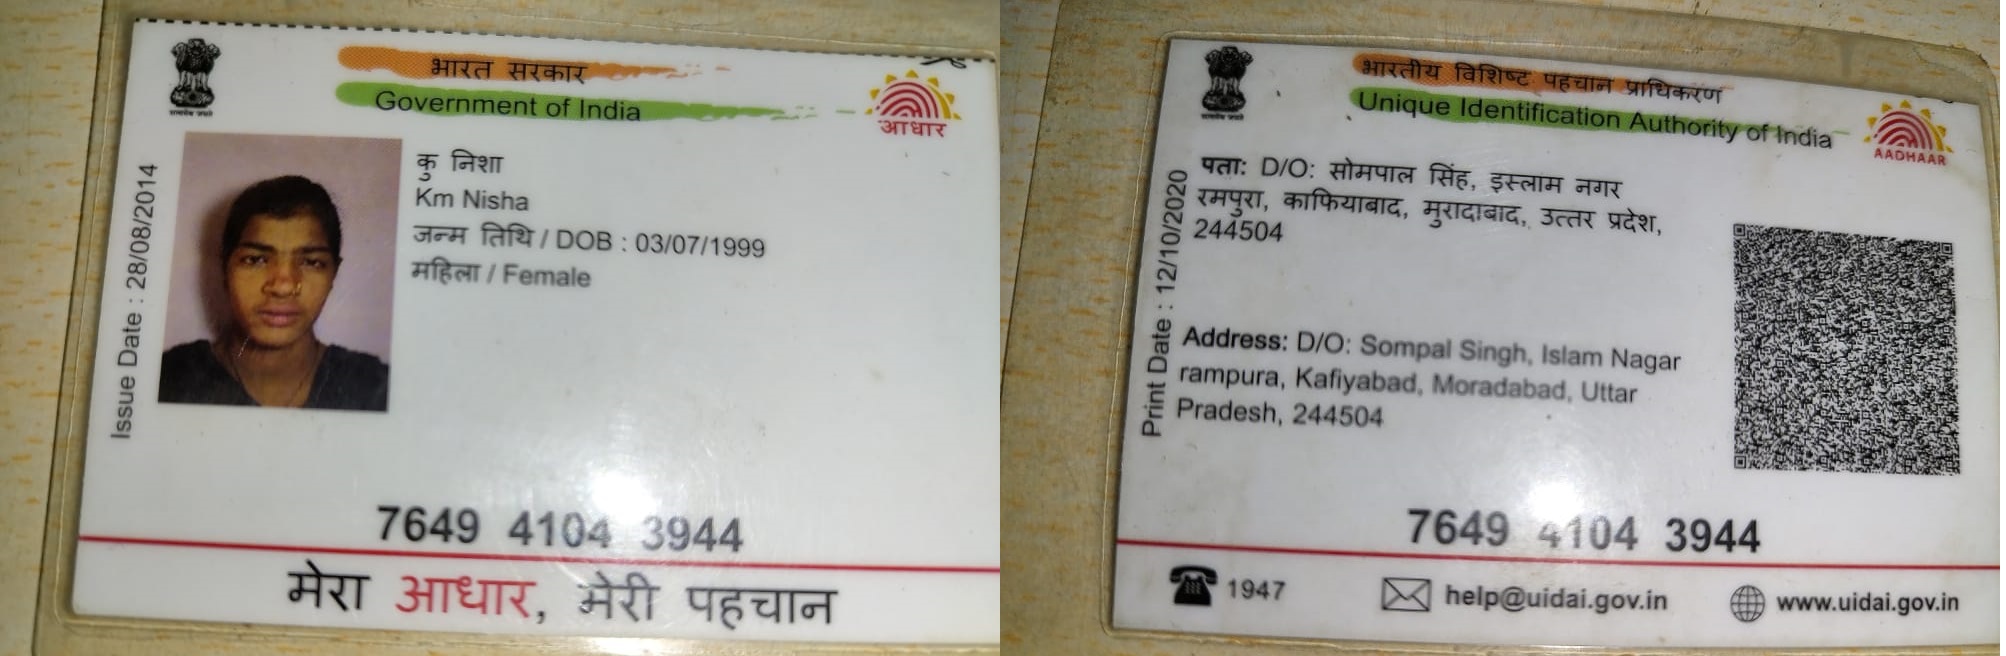 भारत सरकार
Government of India
आधार
Issue Date : 28/08/2014
कु निशा
Km Nisha
जन्म तिथि / DOB : 03/07/1999
महिला / Female
7649 4104 3944
मेरा आधार, मेरी पहचान
भारतीय विशिष्ट पहचान प्राधिकरण
Unique Identification Authority of India
AADHAAR
Print Date : 12/10/2020
पता: D/O: सोमपाल सिंह, इस्लाम नगर
रमपुरा, काफियाबाद, मुरादाबाद, उत्तर प्रदेश,
244504
Address: D/O: Sompal Singh, Islam Nagar
rampura, Kafiyabad, Moradabad, Uttar
Pradesh, 244504
7649 4104 3944
1947
help@uidai.gov.in
www.uidai.gov.in